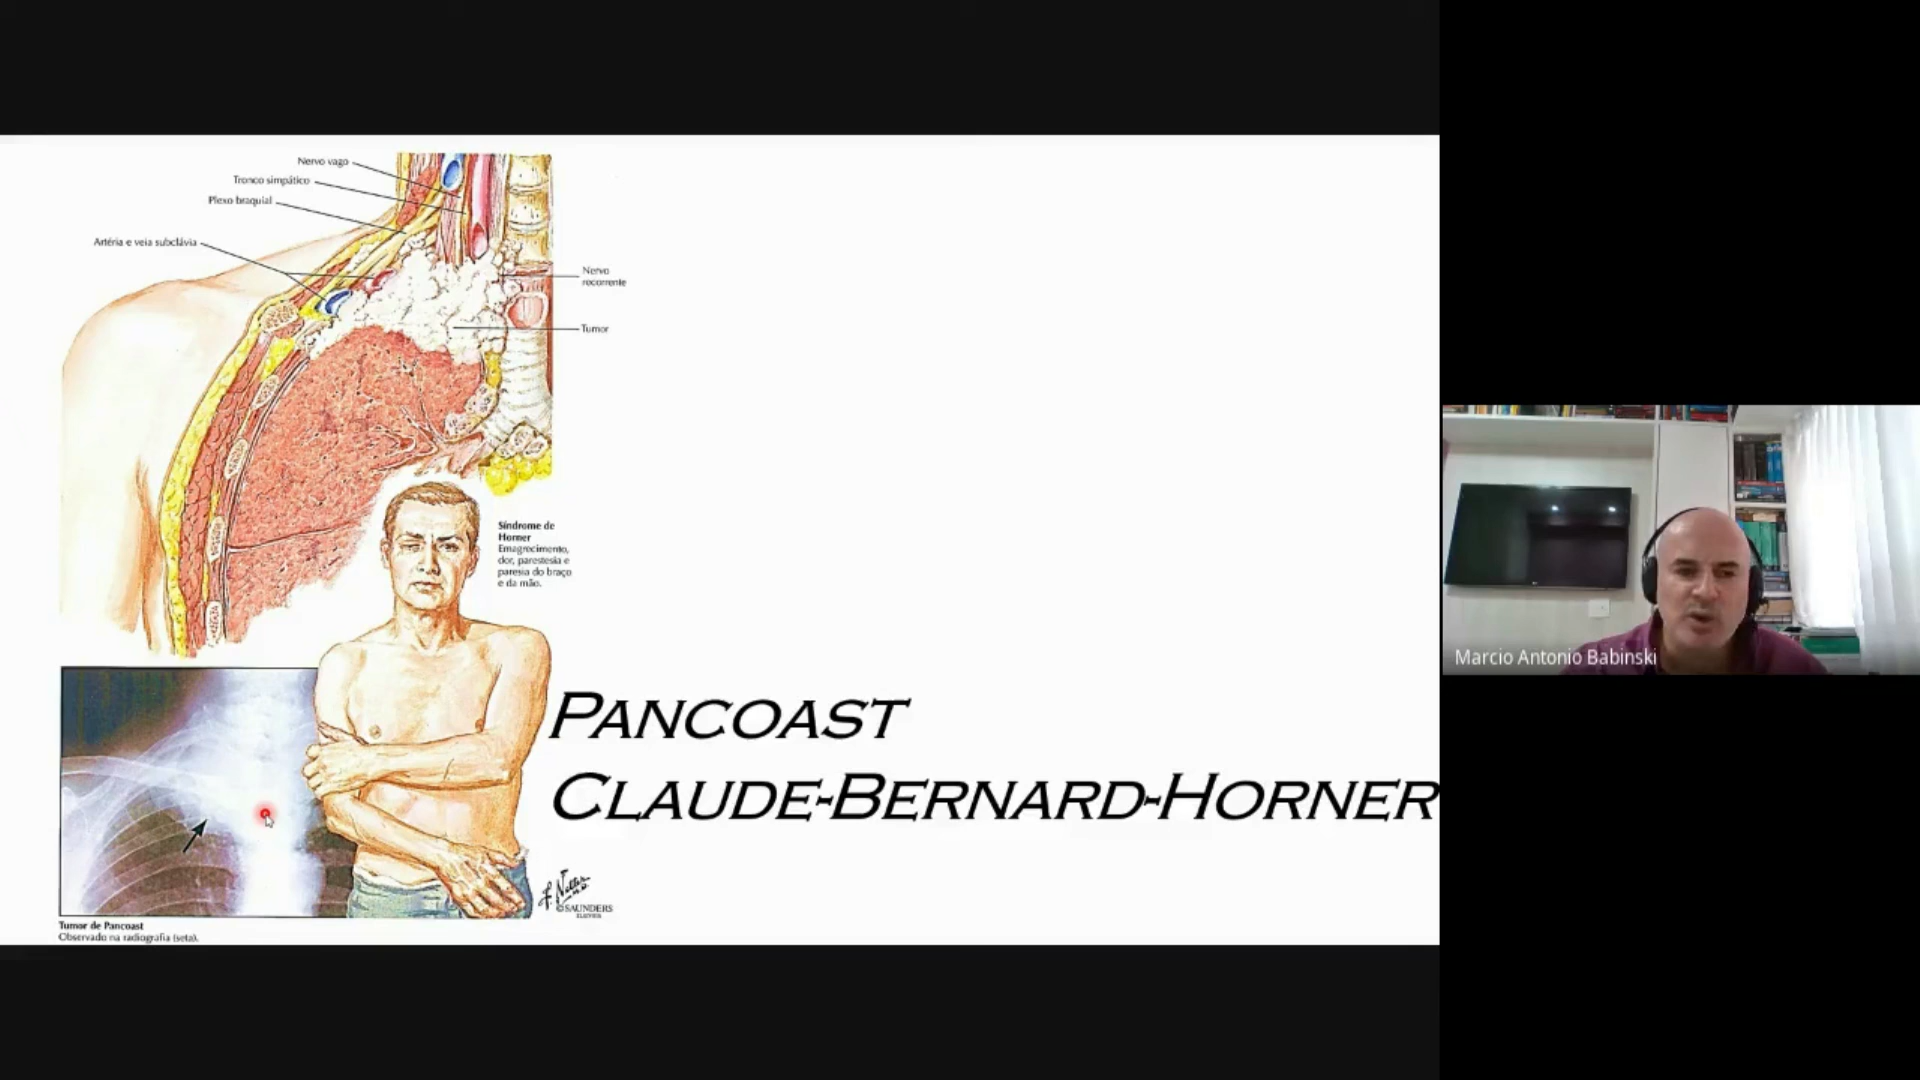 Nervo vago
Tronco simpático
Plexo braquial
Artéria e veia subclávia
Nervo
recorrente
Tumor
Síndrome de
Horner
Emagrecimento,
dor, parestesia e
paresia do braço
e da mão.
PANCOAST
CLAUDE-BERNARD-HORNER
F. Netter
M.D.
©SAUNDERS
ELSEVIER
Tumor de Pancoast
Observado na radiografia (seta).
Marcio Antonio Babinski